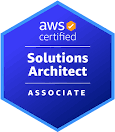 aws
certified
Solutions
Architect
ASSOCIATE